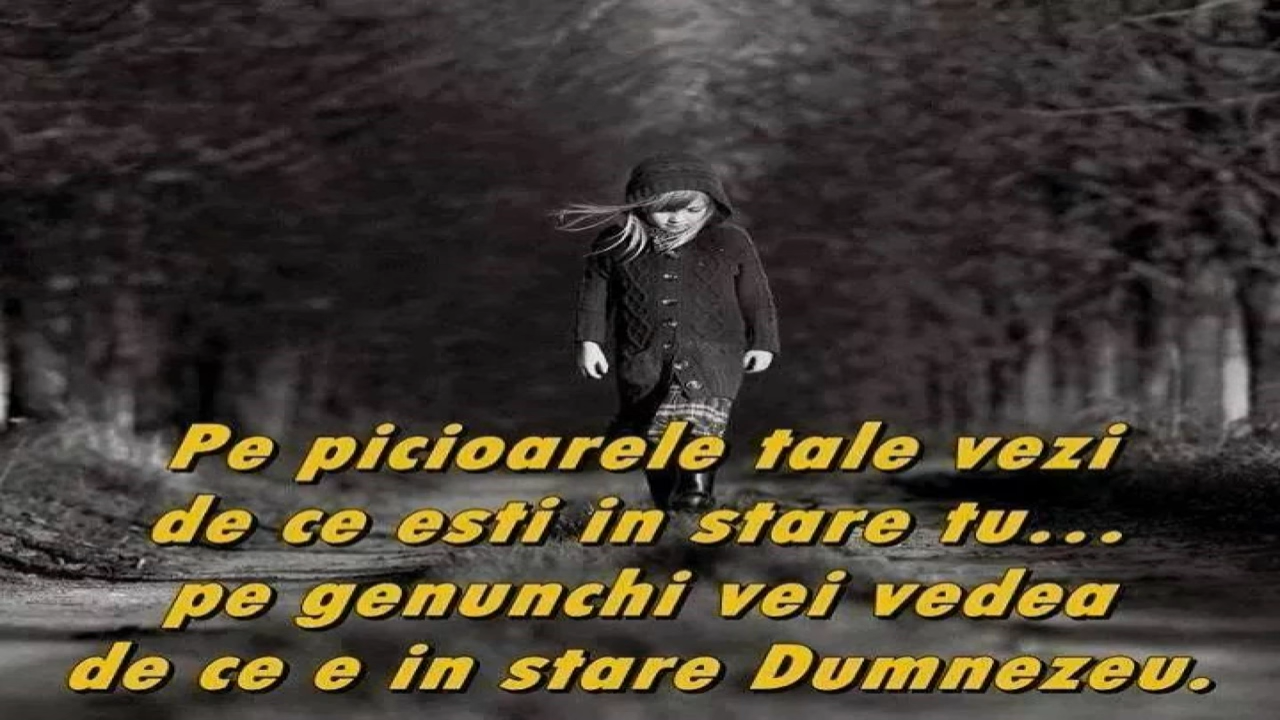 Pe picioarele tale vezi
de ce esti in stare tu...
pe genunchi vei vedea
de ce e in stare Dumnezeu.